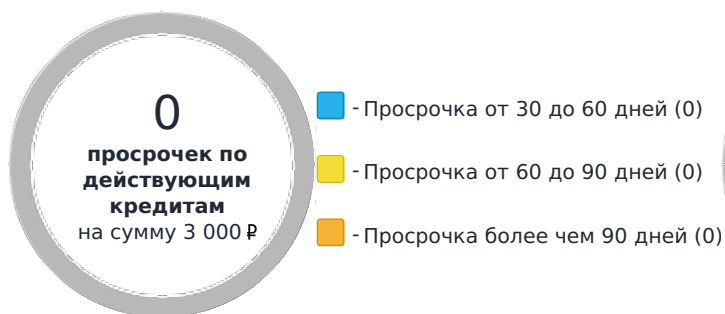 0
просрочек по
действующим
кредитам
на сумму 3 000 ₽
- Просрочка от 30 до 60 дней (0)
- Просрочка от 60 до 90 дней (0)
- Просрочка более чем 90 дней (0)